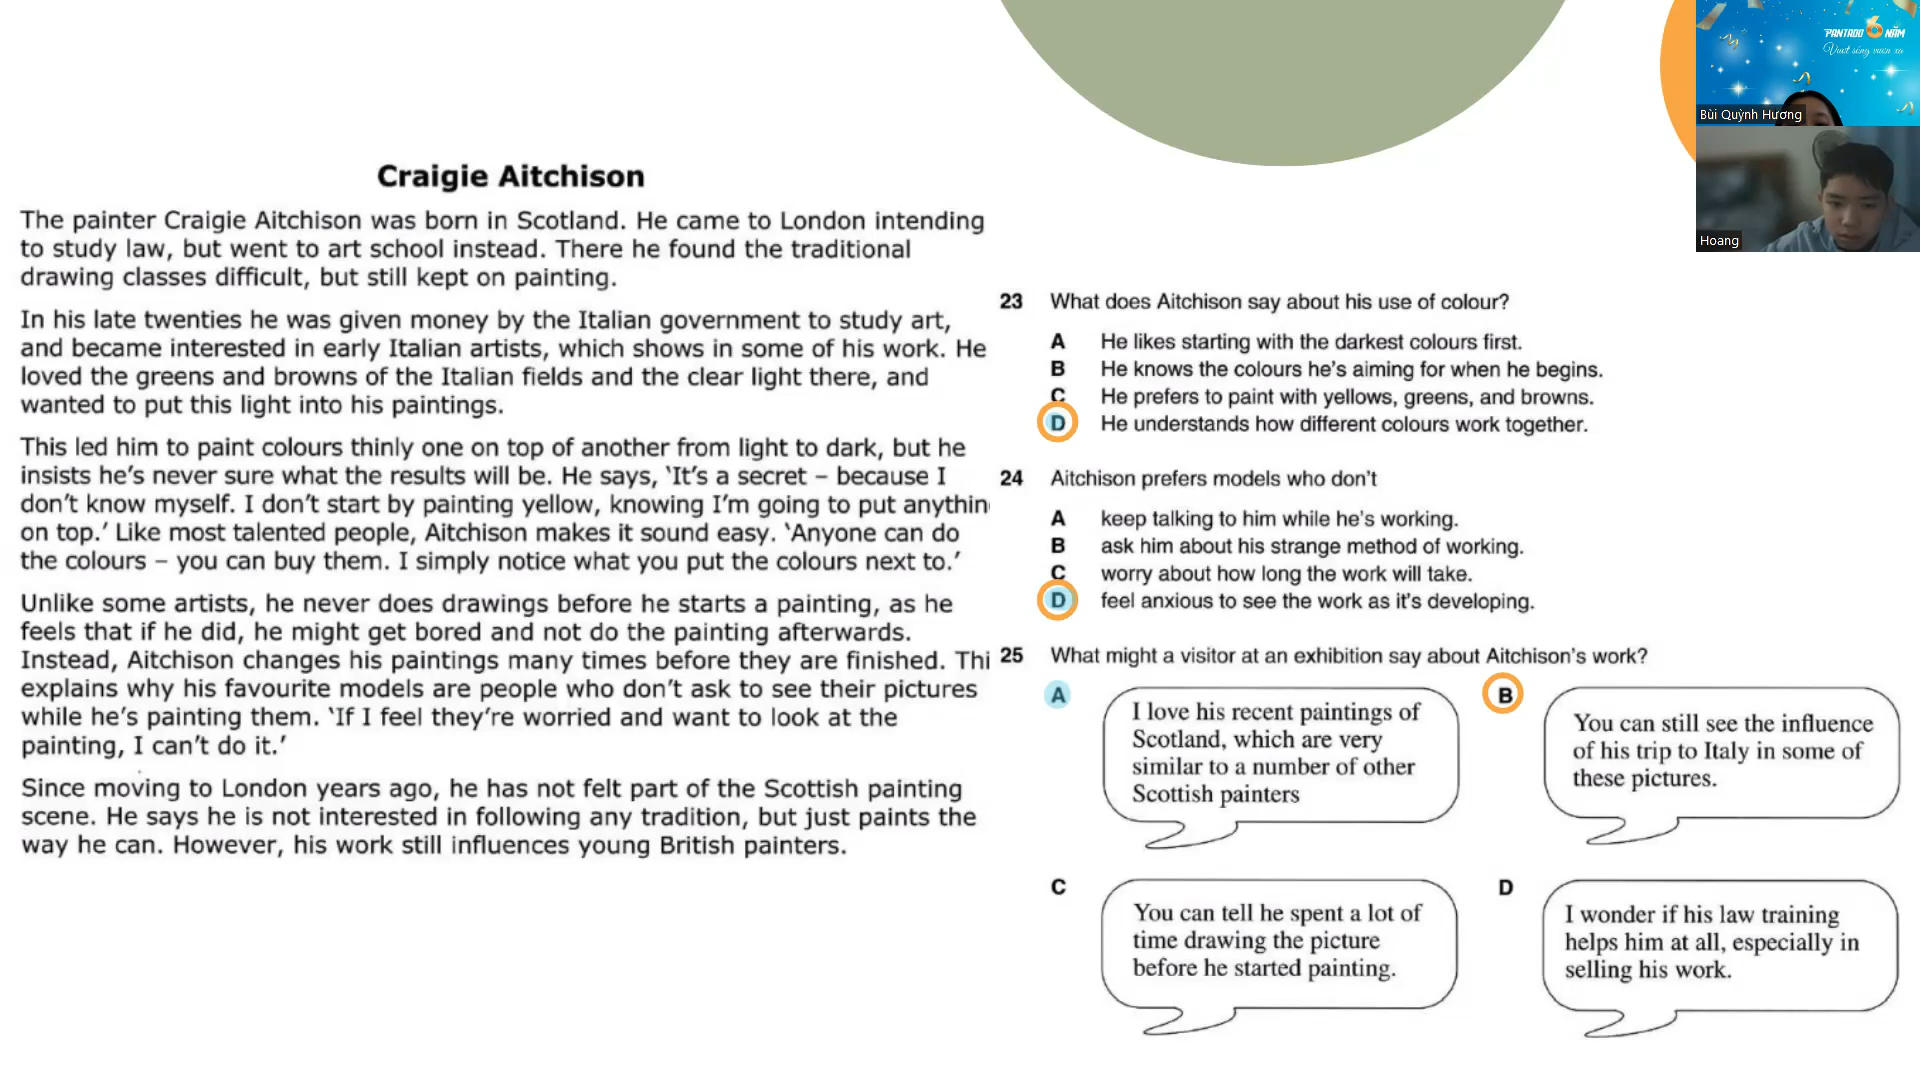 PANTADO 6 NĂM
Vượt sóng vươn xa
Bùi Quỳnh Hương
Hoang
Craigie Aitchison
The painter Craigie Aitchison was born in Scotland. He came to London intending
to study law, but went to art school instead. There he found the traditional
drawing classes difficult, but still kept on painting.
In his late twenties he was given money by the Italian government to study art,
and became interested in early Italian artists, which shows in some of his work. He
loved the greens and browns of the Italian fields and the clear light there, and
wanted to put this light into his paintings.
This led him to paint colours thinly one on top of another from light to dark, but he
insists he's never sure what the results will be. He says, ‘It's a secret – because I
don't know myself. I don't start by painting yellow, knowing I'm going to put anythin
on top.’ Like most talented people, Aitchison makes it sound easy. ‘Anyone can do
the colours – you can buy them. I simply notice what you put the colours next to.’
Unlike some artists, he never does drawings before he starts a painting, as he
feels that if he did, he might get bored and not do the painting afterwards.
Instead, Aitchison changes his paintings many times before they are finished. Thi
explains why his favourite models are people who don't ask to see their pictures
while he's painting them. ‘If I feel they're worried and want to look at the
painting, I can't do it.’
Since moving to London years ago, he has not felt part of the Scottish painting
scene. He says he is not interested in following any tradition, but just paints the
way he can. However, his work still influences young British painters.
23 What does Aitchison say about his use of colour?
A He likes starting with the darkest colours first.
B He knows the colours he's aiming for when he begins.
C He prefers to paint with yellows, greens, and browns.
D He understands how different colours work together.
24 Aitchison prefers models who don't
A keep talking to him while he's working.
B ask him about his strange method of working.
C worry about how long the work will take.
D feel anxious to see the work as it's developing.
25 What might a visitor at an exhibition say about Aitchison's work?
A
I love his recent paintings of
Scotland, which are very
similar to a number of other
Scottish painters
B
You can still see the influence
of his trip to Italy in some of
these pictures.
C
You can tell he spent a lot of
time drawing the picture
before he started painting.
D
I wonder if his law training
helps him at all, especially in
selling his work.